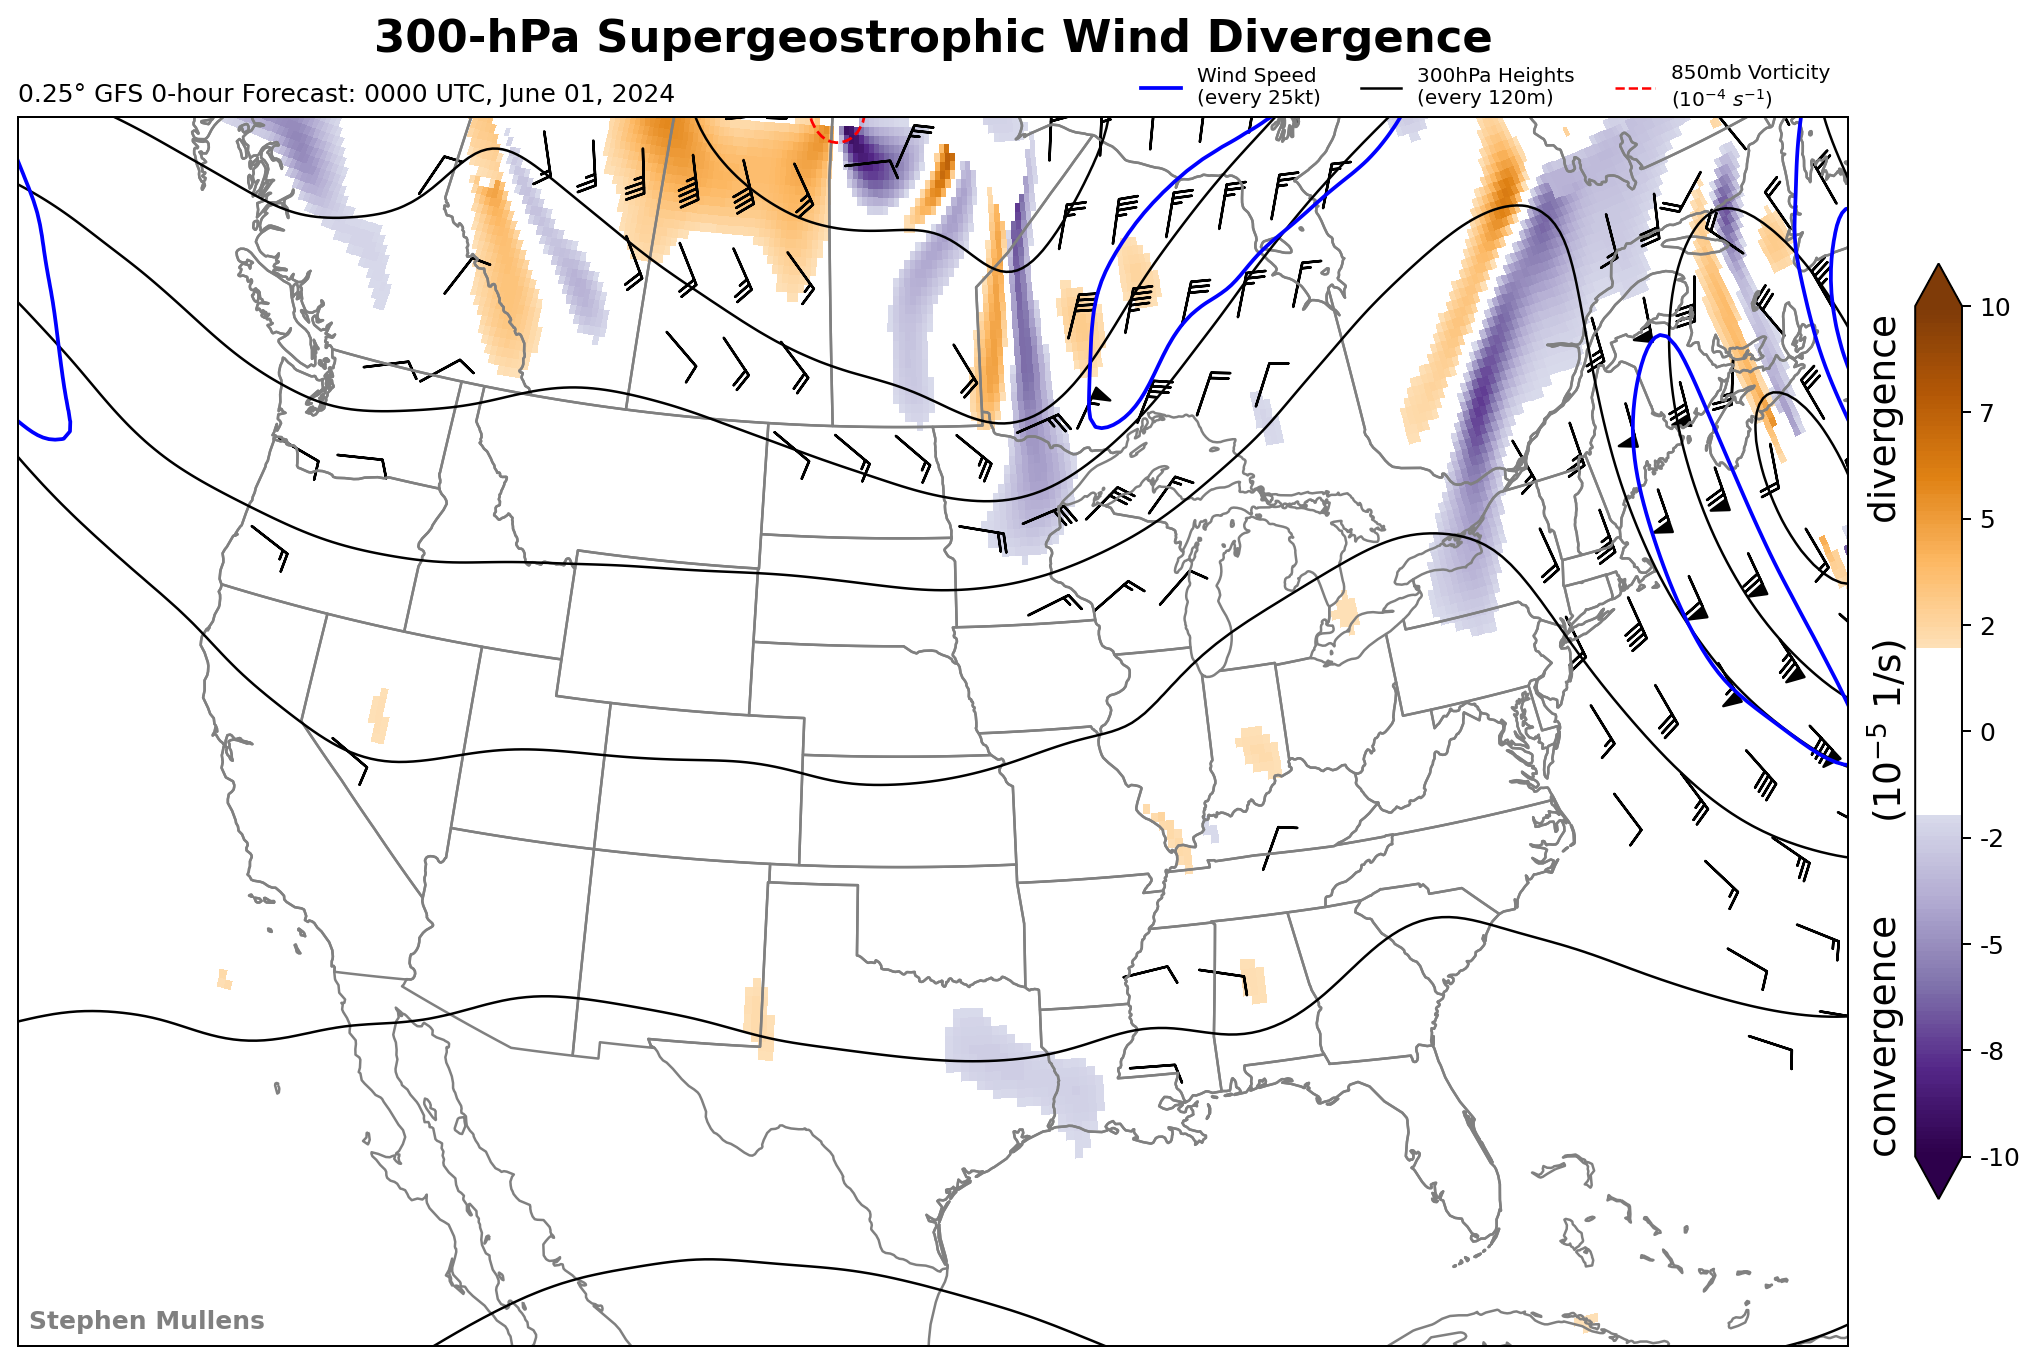 300-hPa Supergeostrophic Wind Divergence
0.25° GFS 0-hour Forecast: 0000 UTC, June 01, 2024
Wind Speed
(every 25kt)
300hPa Heights
(every 120m)
850mb Vorticity
(10⁻⁴ s⁻¹)
convergence (10⁻⁵ 1/s) divergence
10
7
5
2
0
-2
-5
-8
-10
Stephen Mullens